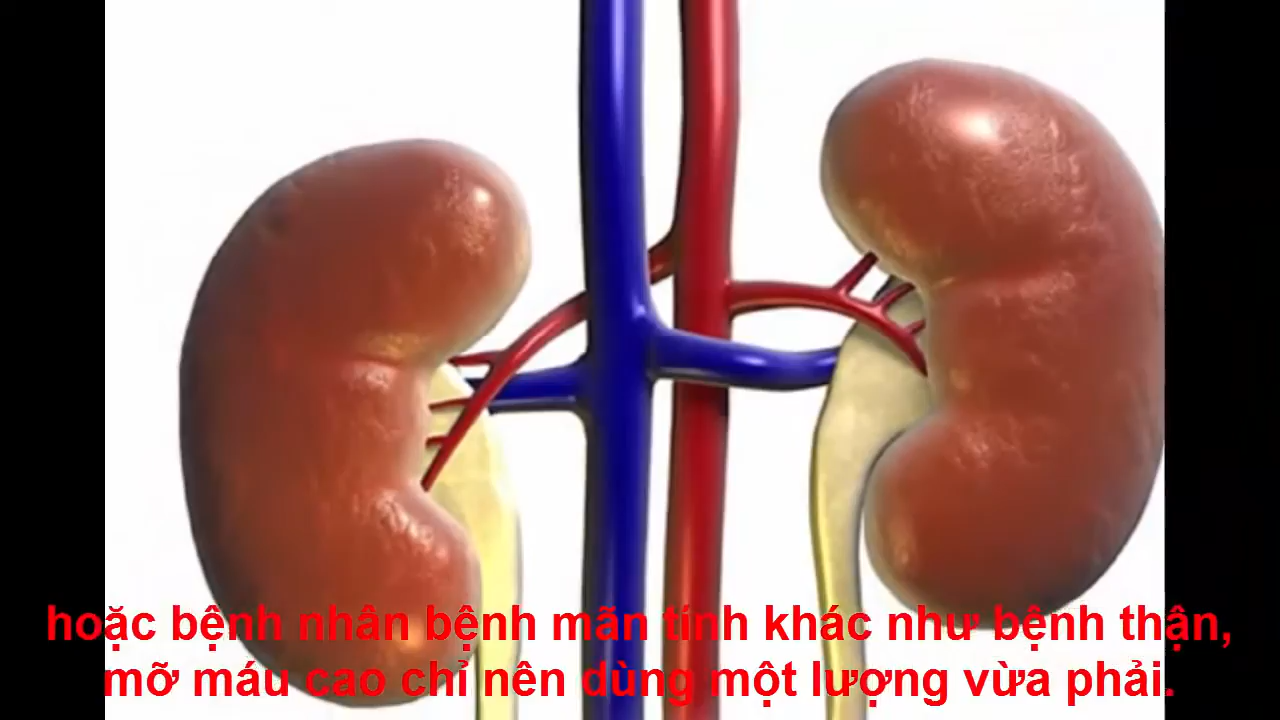 hoặc bệnh nhân bệnh mãn tính khác như bệnh thận,
mỡ máu cao chỉ nên dùng một lượng vừa phải.